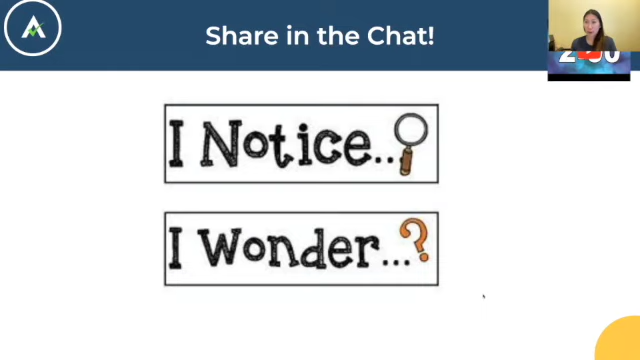 Share in the Chat!
I Notice...
I Wonder...?